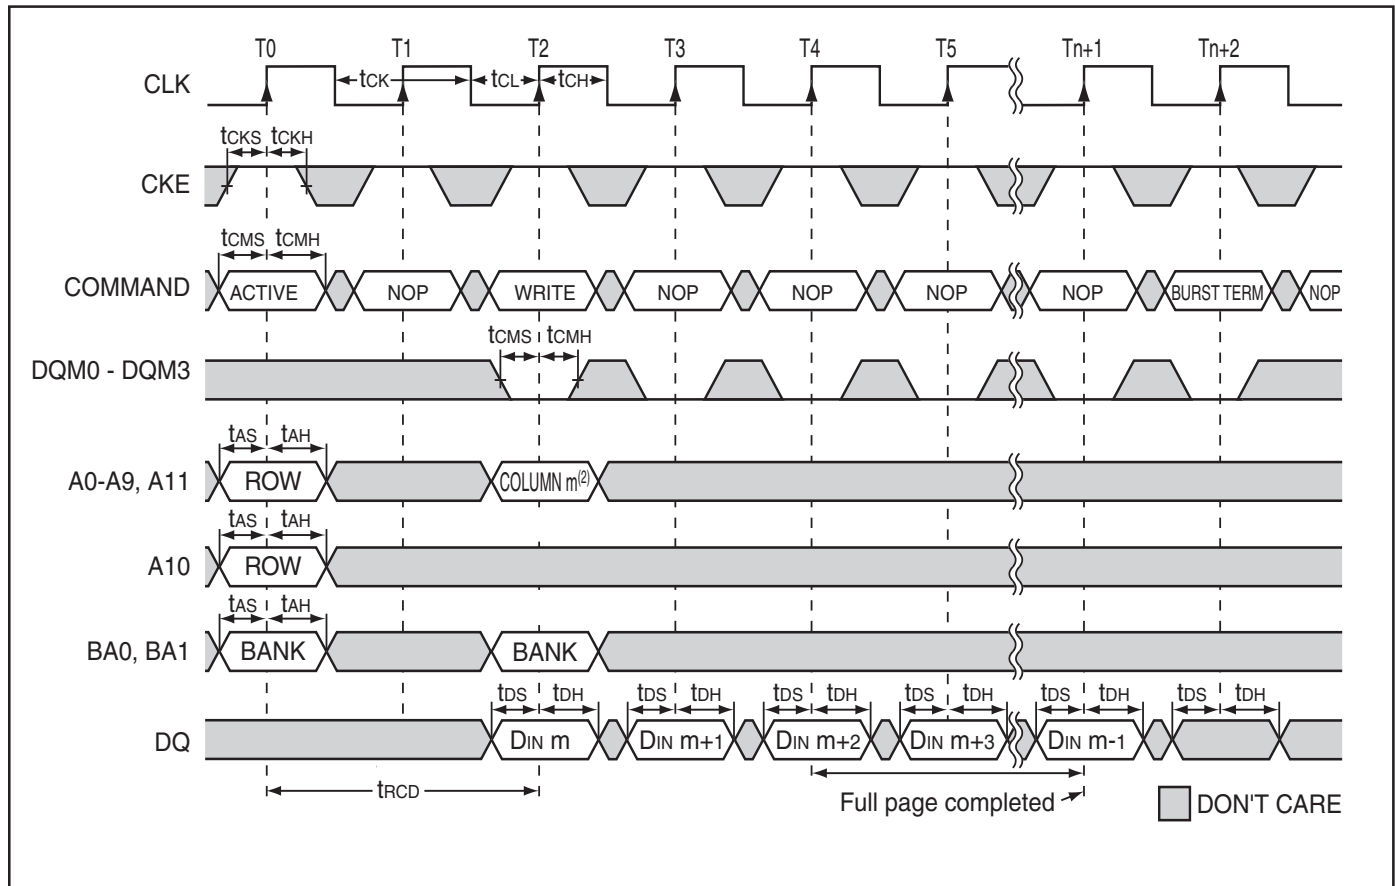 T0 T1 T2 T3 T4 T5 Tn+1 Tn+2
CLK
tCK tCL tCH
tCKS tCKH
CKE
tCMS tCMH
COMMAND
ACTIVE NOP WRITE NOP NOP NOP NOP BURST TERM NOP
tCMS tCMH
DQM0 - DQM3
tAS tAH
A0-A9, A11
ROW COLUMN m(2)
tAS tAH
A10
ROW
tAS tAH
BA0, BA1
BANK BANK
tDS tDH tDS tDH tDS tDH tDS tDH tDS tDH tDS tDH
DQ
DIN m DIN m+1 DIN m+2 DIN m+3 DIN m-1
tRCD
Full page completed
DON'T CARE